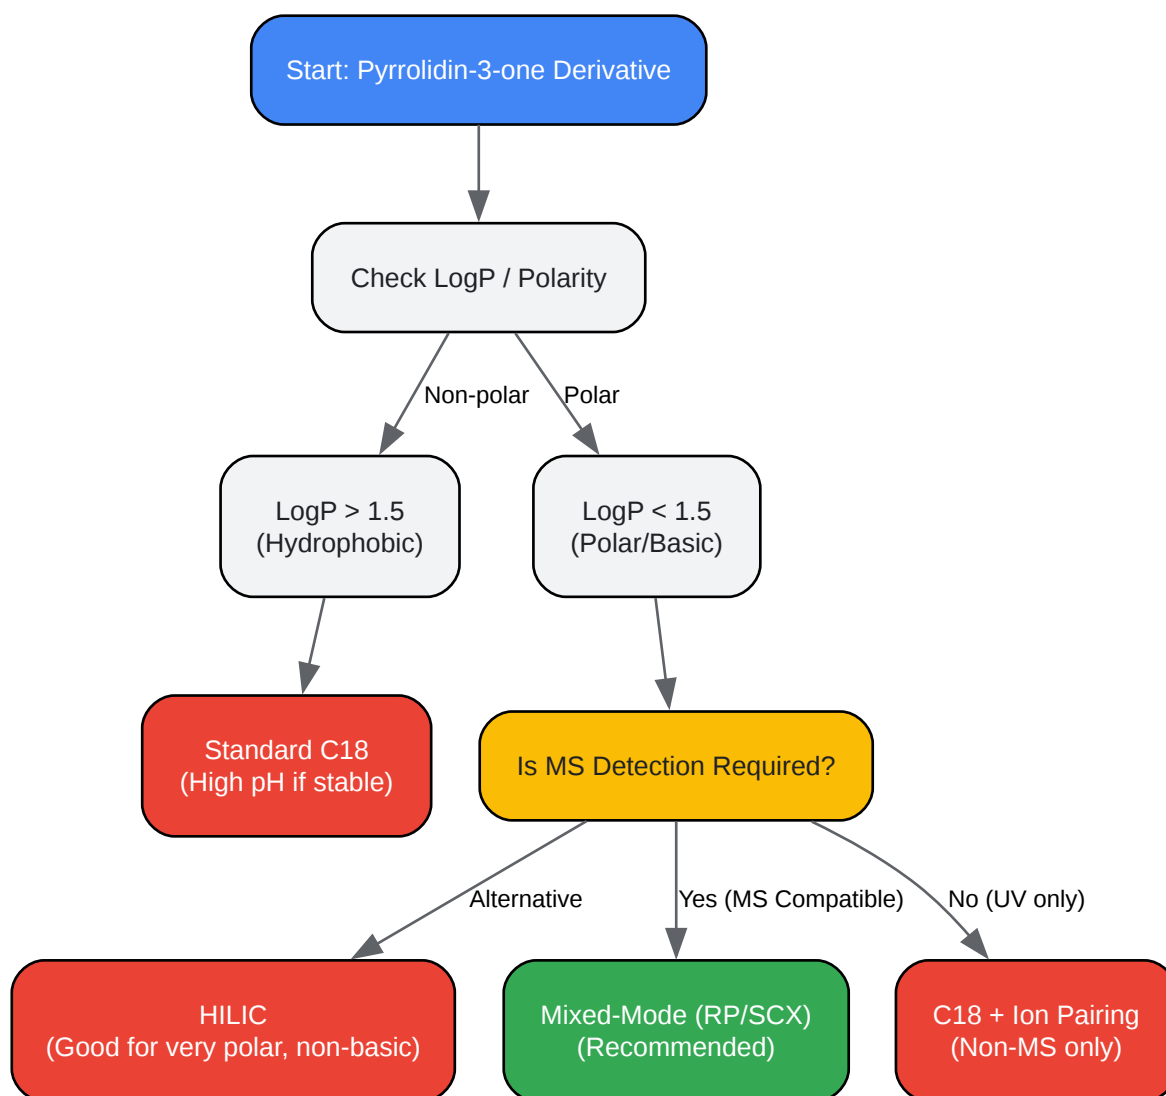 Start: Pyrrolidin-3-one Derivative
Check LogP / Polarity
Non-polar
Polar
LogP > 1.5
(Hydrophobic)
LogP < 1.5
(Polar/Basic)
Standard C18
(High pH if stable)
Is MS Detection Required?
Alternative
Yes (MS Compatible)
No (UV only)
HILIC
(Good for very polar, non-basic)
Mixed-Mode (RP/SCX)
(Recommended)
C18 + Ion Pairing
(Non-MS only)